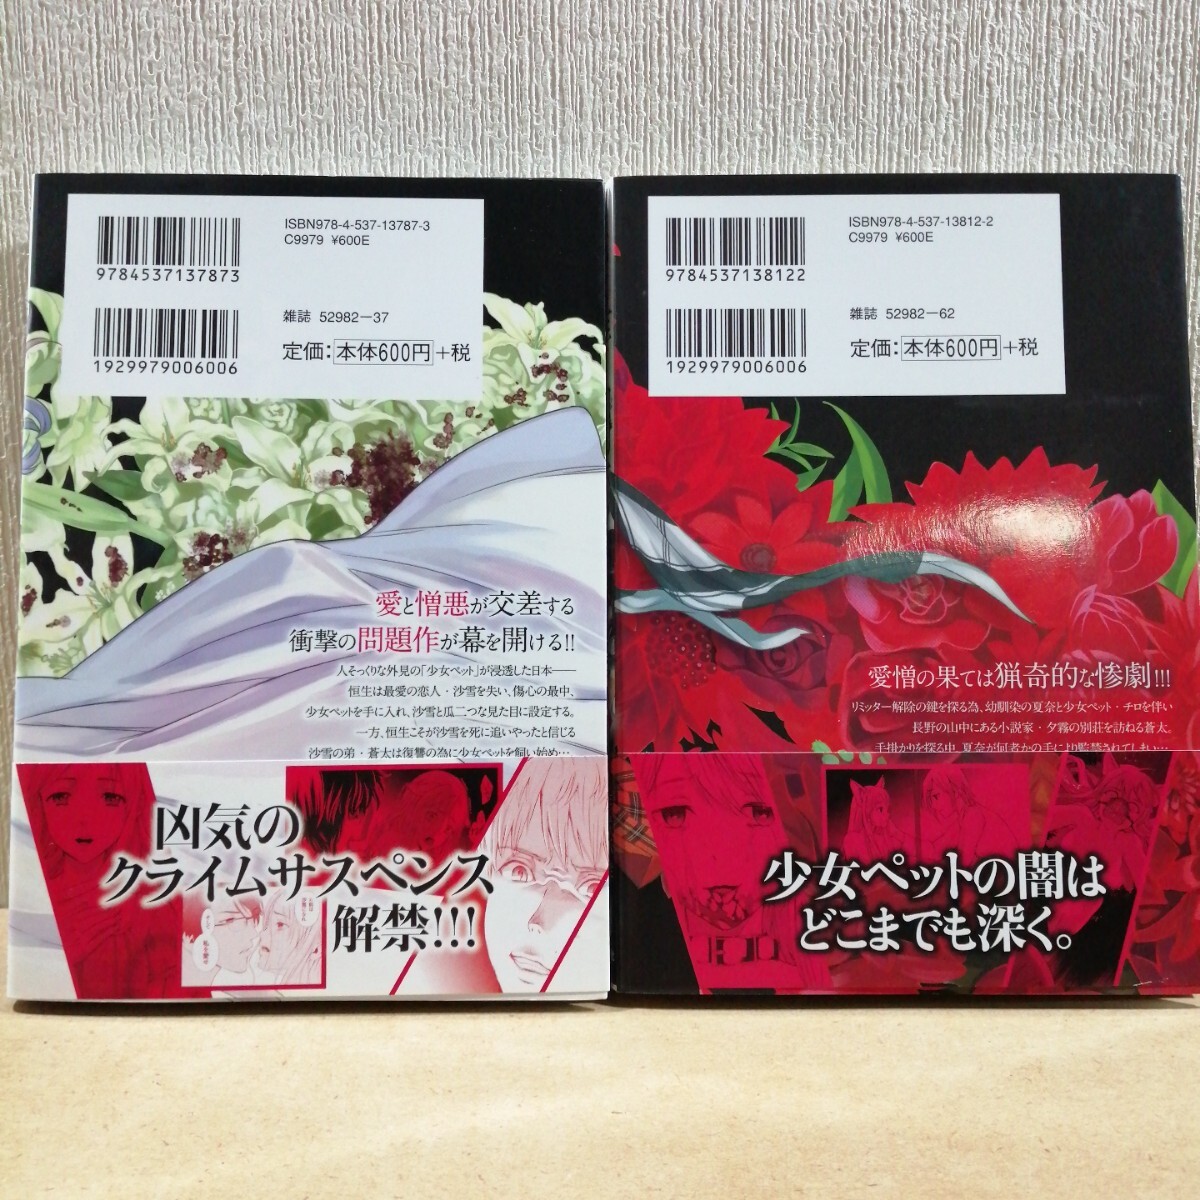 ISBN978-4-537-13787-3
C9979 ¥600E
9784537137873
雑誌 52982-37
定価:本体600円+税
1929979006006
愛と憎悪が交差する
衝撃の問題作が幕を開ける!!
人そっくりな外見の「少女ペット」が浸透した日本――
恒生は最愛の恋人・沙雪を失い、傷心の最中、
少女ペットを手に入れ、沙雪と瓜二つな見た目に設定する。
一方、恒生こそが沙雪を死に追いやったと信じる
沙雪の弟・蒼太は復讐の為に少女ペットを飼い始め…
凶気の
クライムサスペンス
解禁!!!
ISBN978-4-537-13812-2
C9979 ¥600E
9784537138122
雑誌 52982-62
定価:本体600円+税
1929979006006
愛憎の果ては猟奇的な惨劇!!!
リミッター解除の鍵を探る為、幼馴染の夏奈と少女ペット・チロを伴い
長野の山中にある小説家・夕霧の別荘を訪ねる蒼太。
手掛かりを探る中、夏奈が何者かの手により監禁されてしまい…
少女ペットの闇は
どこまでも深く。